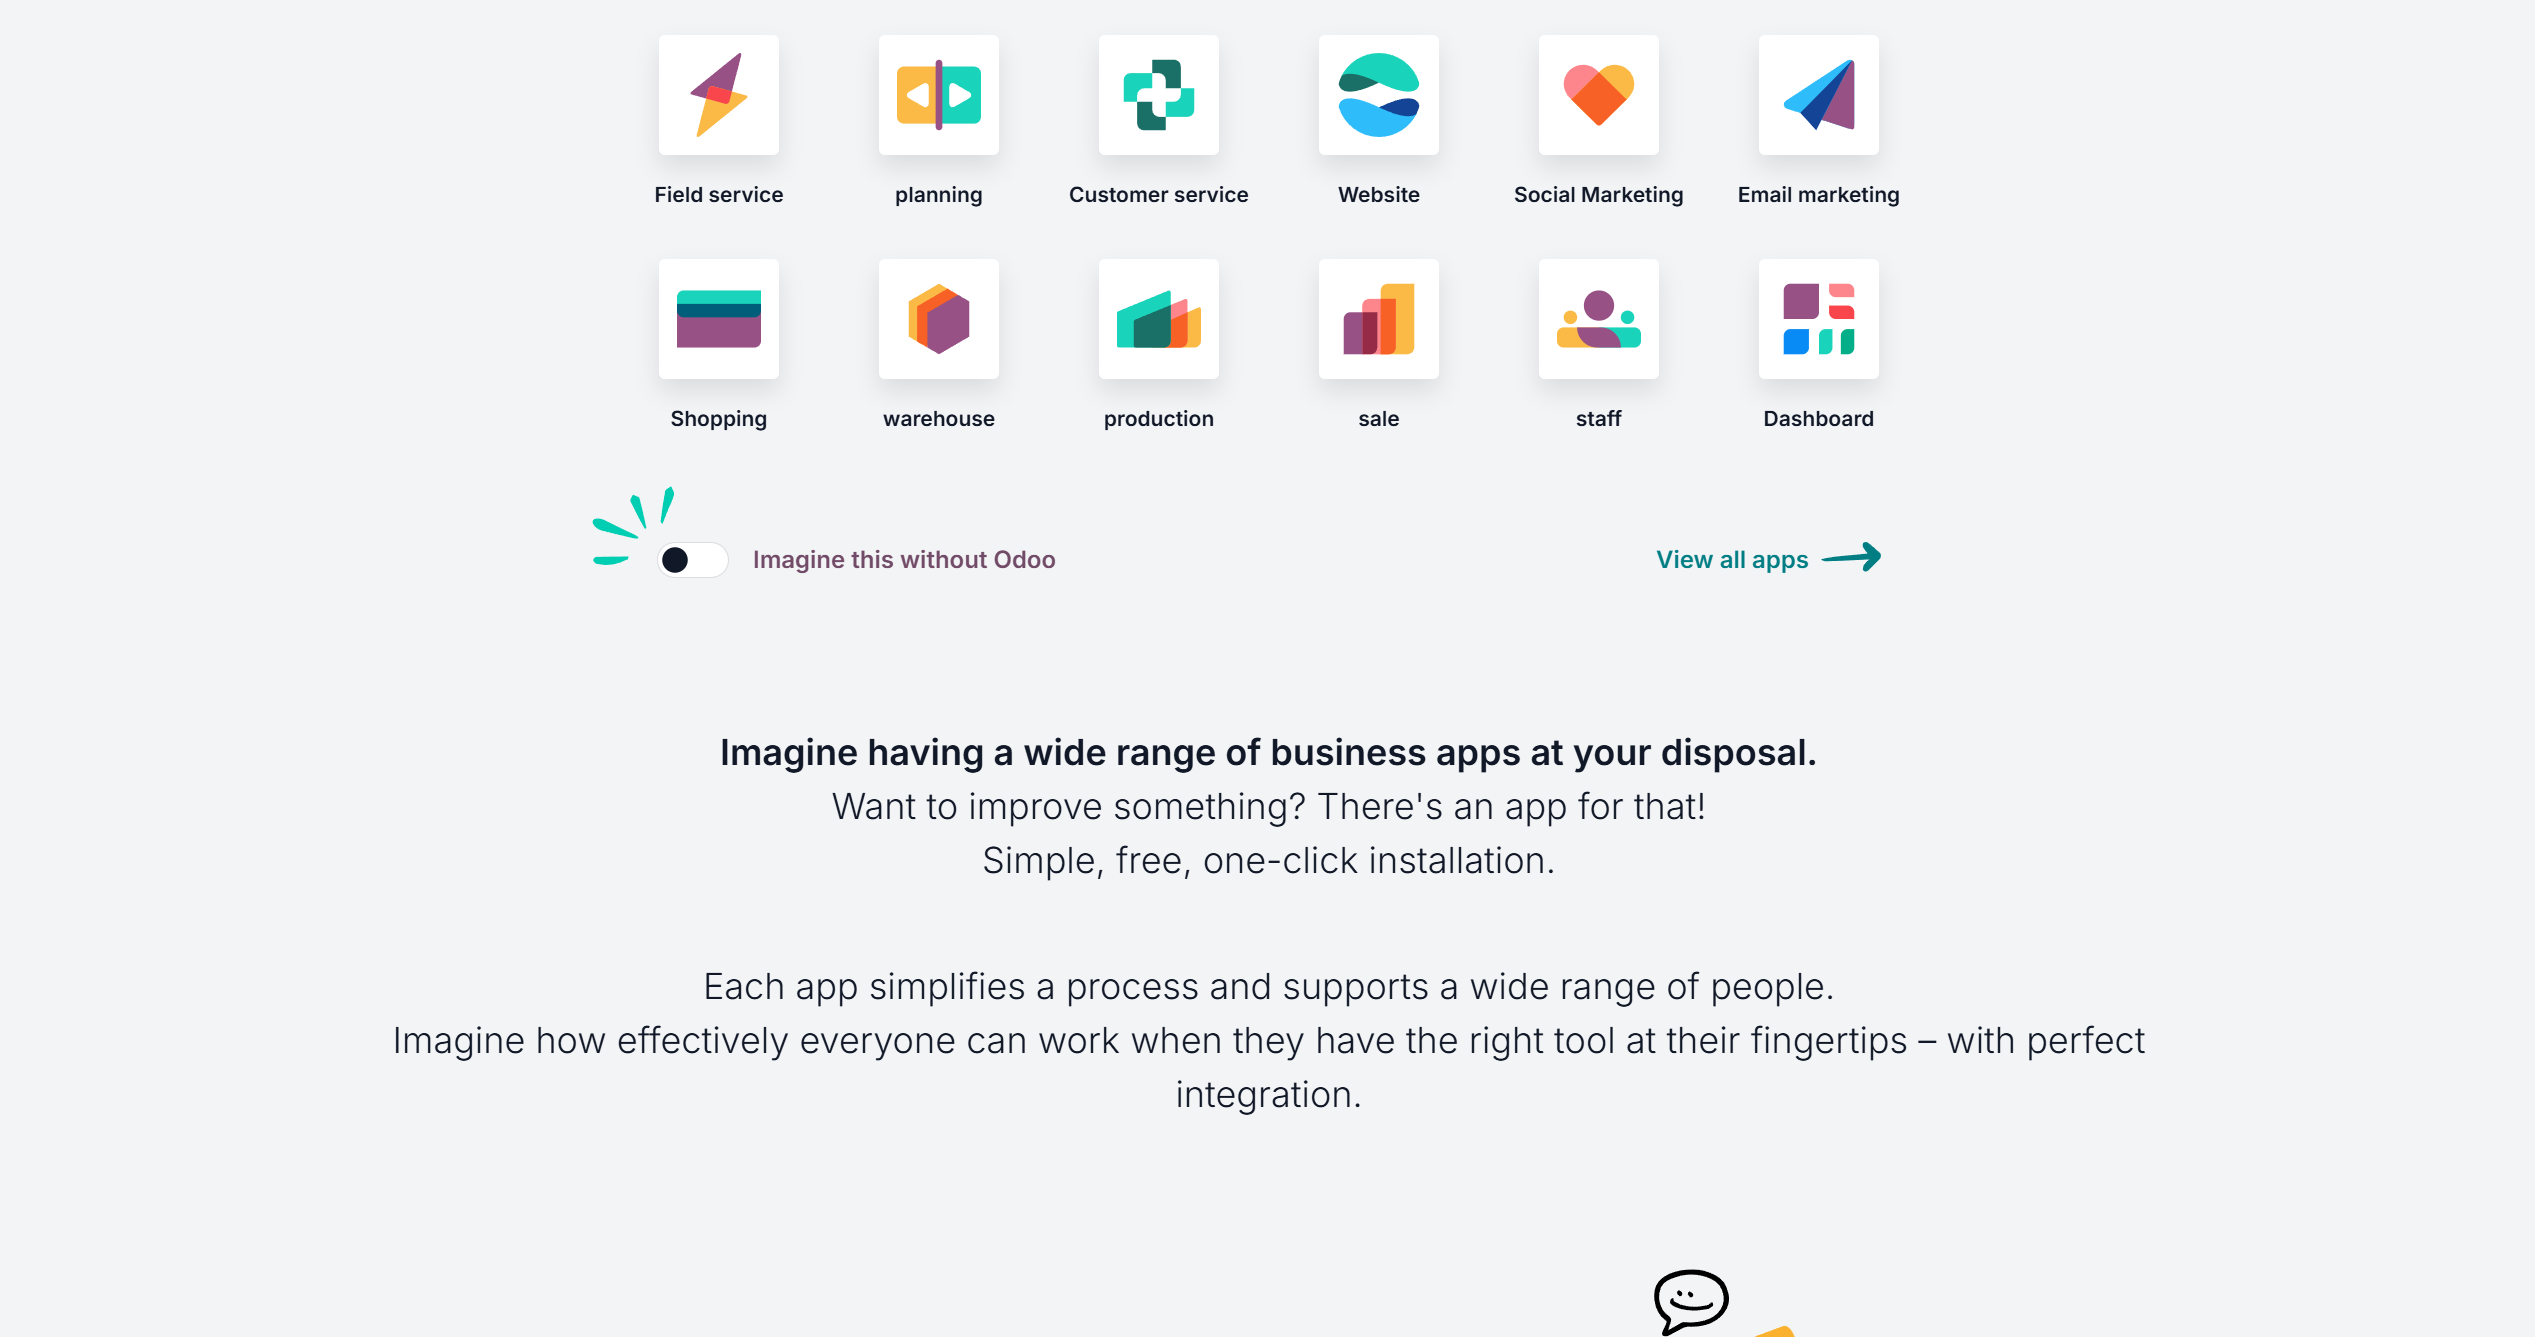 Field service
planning
Customer service
Website
Social Marketing
Email marketing
Shopping
warehouse
production
sale
staff
Dashboard
Imagine this without Odoo
View all apps
Imagine having a wide range of business apps at your disposal.
Want to improve something? There's an app for that!
Simple, free, one-click installation.
Each app simplifies a process and supports a wide range of people.
Imagine how effectively everyone can work when they have the right tool at their fingertips – with perfect
integration.